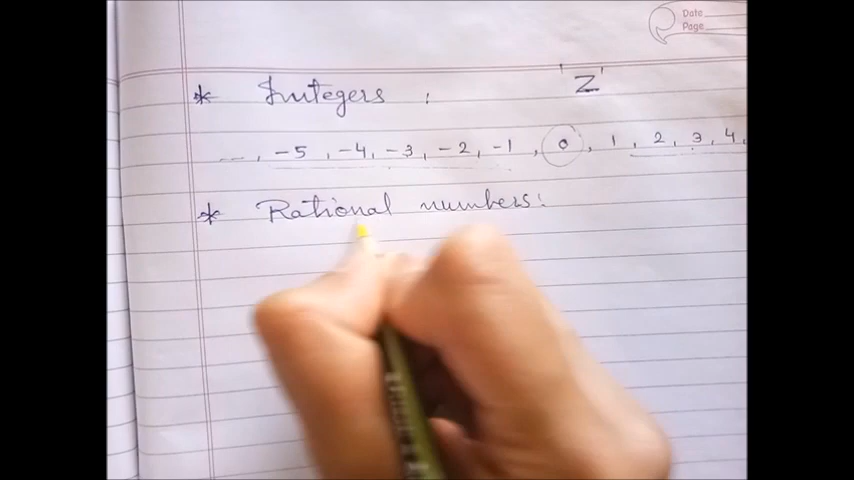 Date
Page
* Integers : 'Z'
..., -5, -4, -3, -2, -1, 0, 1, 2, 3, 4,
* Rational numbers: